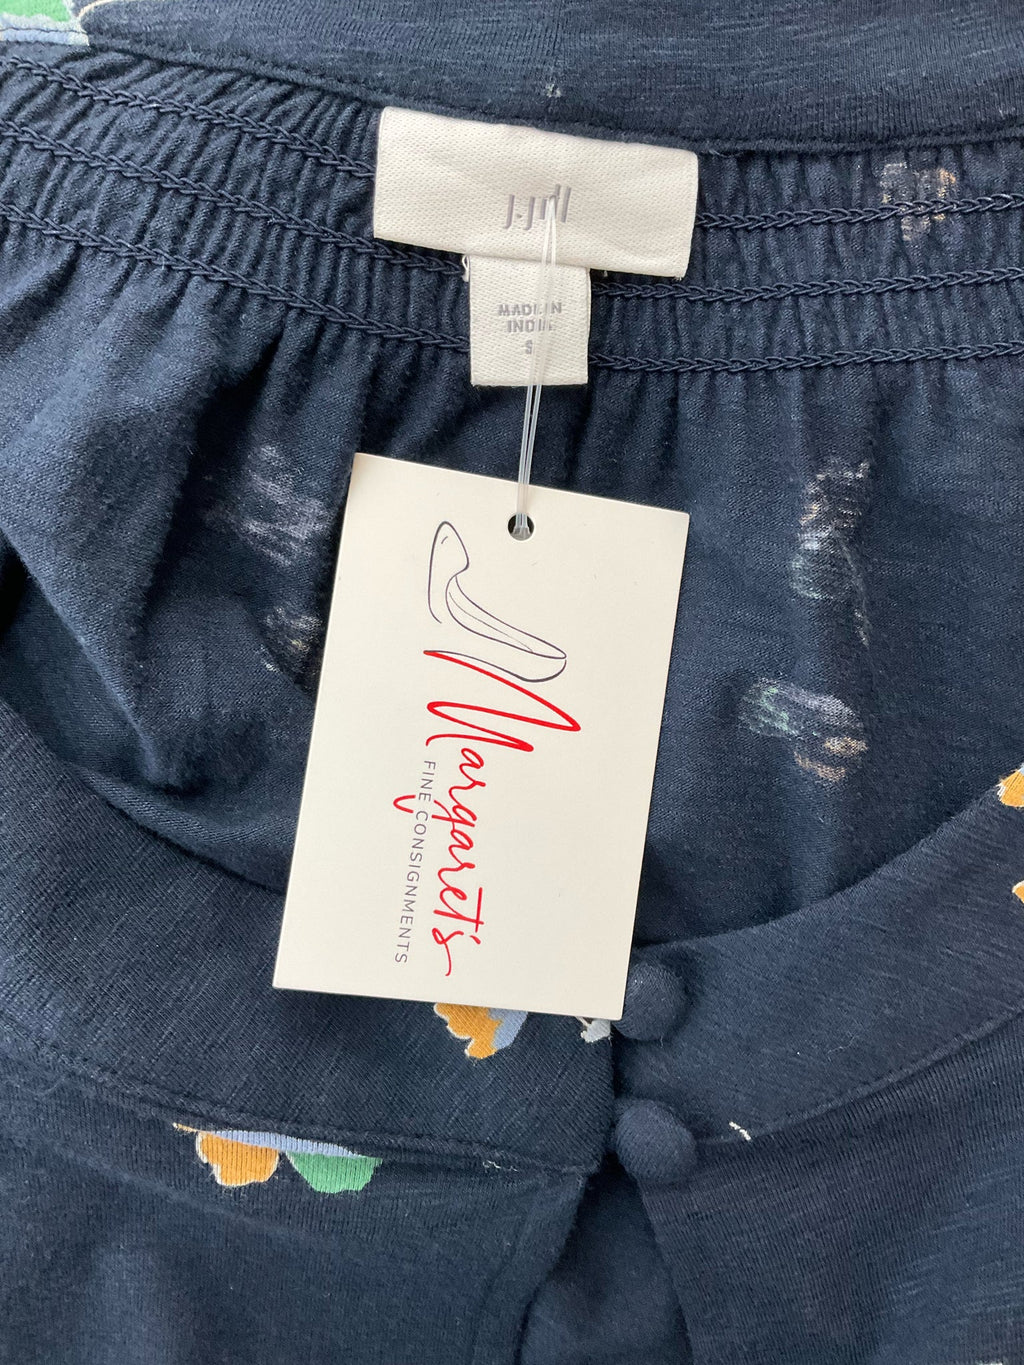 J.Jill
MADE IN
INDIA
S
Margaret's
FINE CONSIGNMENTS